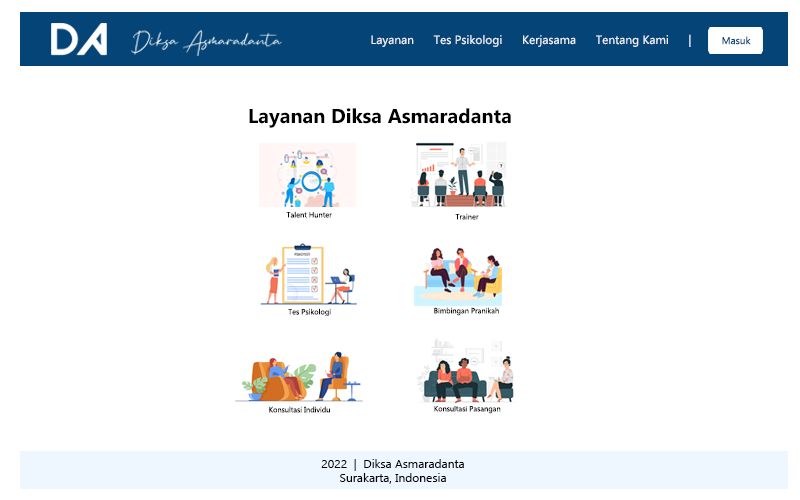 DA Diksa Asmaradanta Layanan Tes Psikologi Kerjasama Tentang Kami | Masuk
Layanan Diksa Asmaradanta
Talent Hunter Trainer
PSIKOTEST
Tes Psikologi Bimbingan Pranikah
Konsultasi Individu Konsultasi Pasangan
2022 | Diksa Asmaradanta
Surakarta, Indonesia